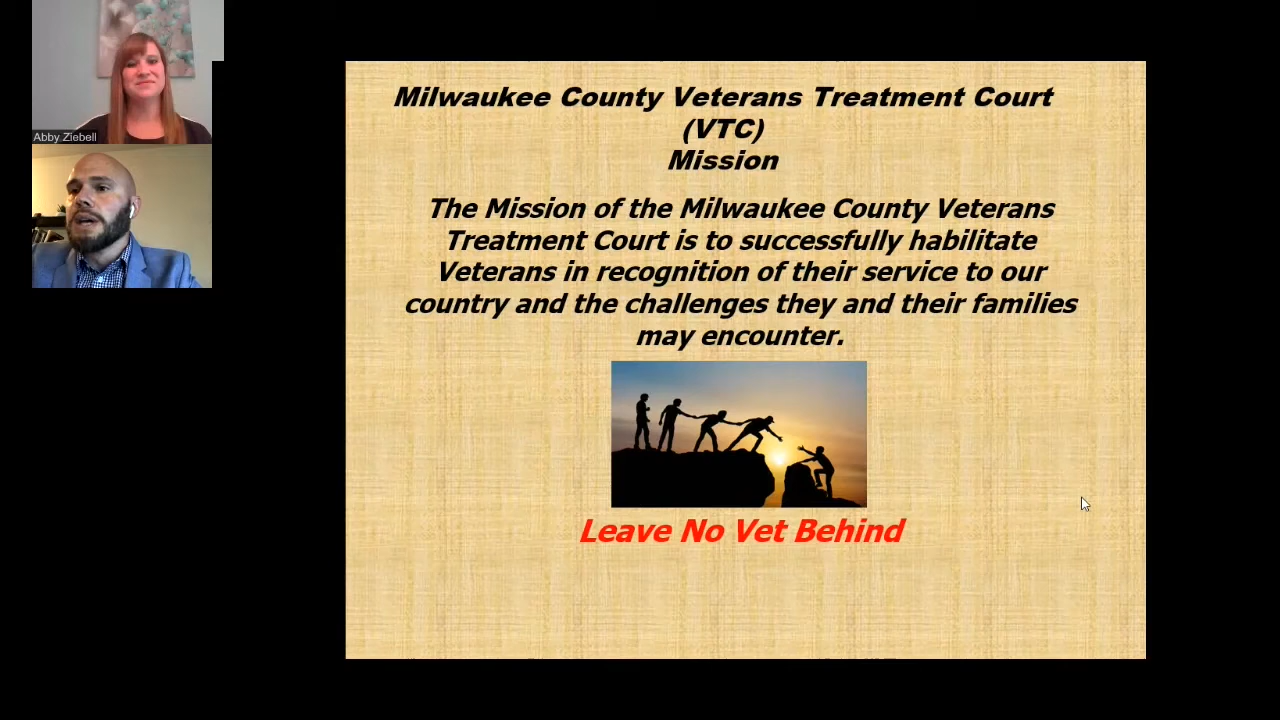 Abby Ziebell
Milwaukee County Veterans Treatment Court
(VTC)
Mission
The Mission of the Milwaukee County Veterans
Treatment Court is to successfully habilitate
Veterans in recognition of their service to our
country and the challenges they and their families
may encounter.
Leave No Vet Behind